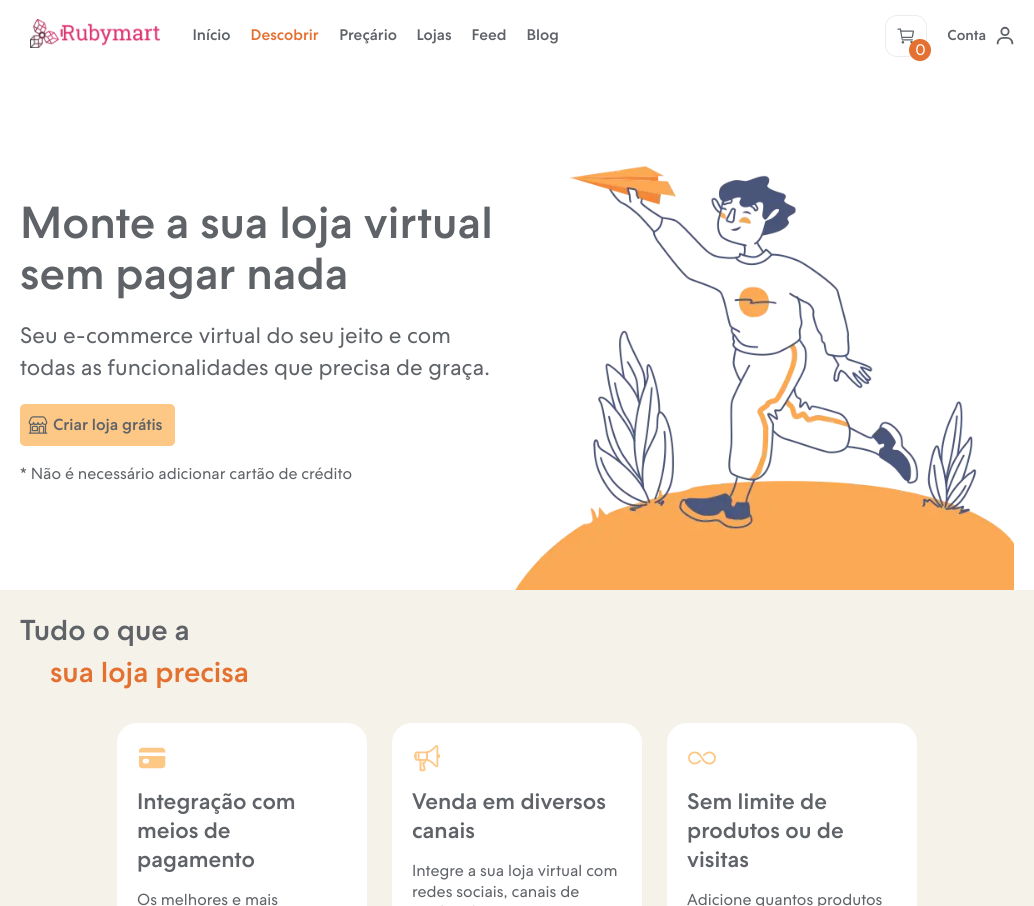 Rubymart Início Descobrir Preçário Lojas Feed Blog 0 Conta
Monte a sua loja virtual
sem pagar nada
Seu e-commerce virtual do seu jeito e com
todas as funcionalidades que precisa de graça.
Criar loja grátis
* Não é necessário adicionar cartão de crédito
Tudo o que a
sua loja precisa
Integração com
meios de
pagamento
Os melhores e mais
Venda em diversos
canais
Integre a sua loja virtual com
redes sociais, canais de
Sem limite de
produtos ou de
visitas
Adicione quantos produtos